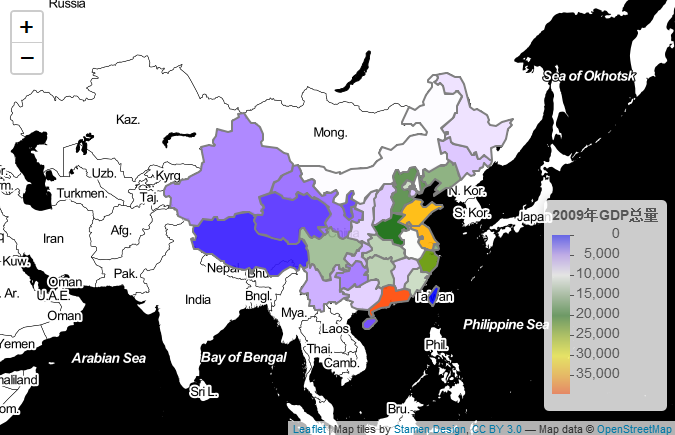 Russia
+
−
Sea of Okhotsk
Kaz.
Mong.
Uzb.
Kyrg.
Turkmen.
Taj.
N. Kor.
S. Kor.
Japan
Iran
Afg.
Kuw.
Pak.
Nepal
Bhu.
Oman
U.A.E.
Ar.
India
Bngl.
Taiwan
Oman
Mya.
Laos
Philippine Sea
Yemen
Arabian Sea
Bay of Bengal
Thai.
Camb.
Phil.
Sri L.
Bru.
2009年GDP总量
0
5,000
10,000
15,000
20,000
25,000
30,000
35,000
Leaflet | Map tiles by Stamen Design, CC BY 3.0 — Map data © OpenStreetMap